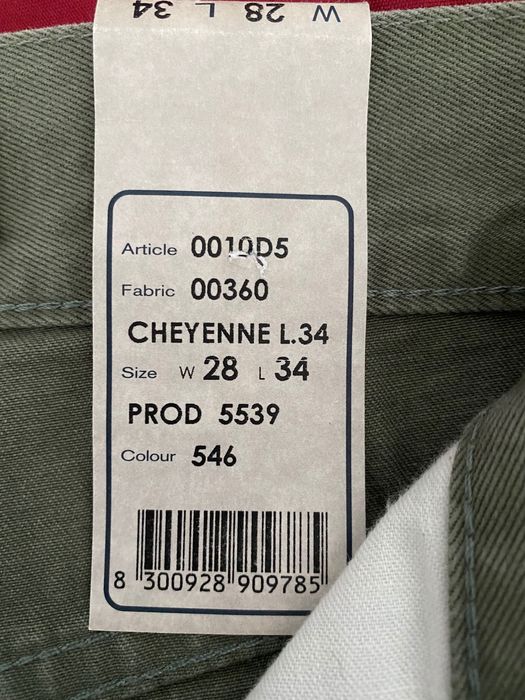 W 28 L 34
Article 0010D5
Fabric 00360
CHEYENNE L.34
Size W 28 L 34
PROD 5539
Colour 546
8 300928 909785